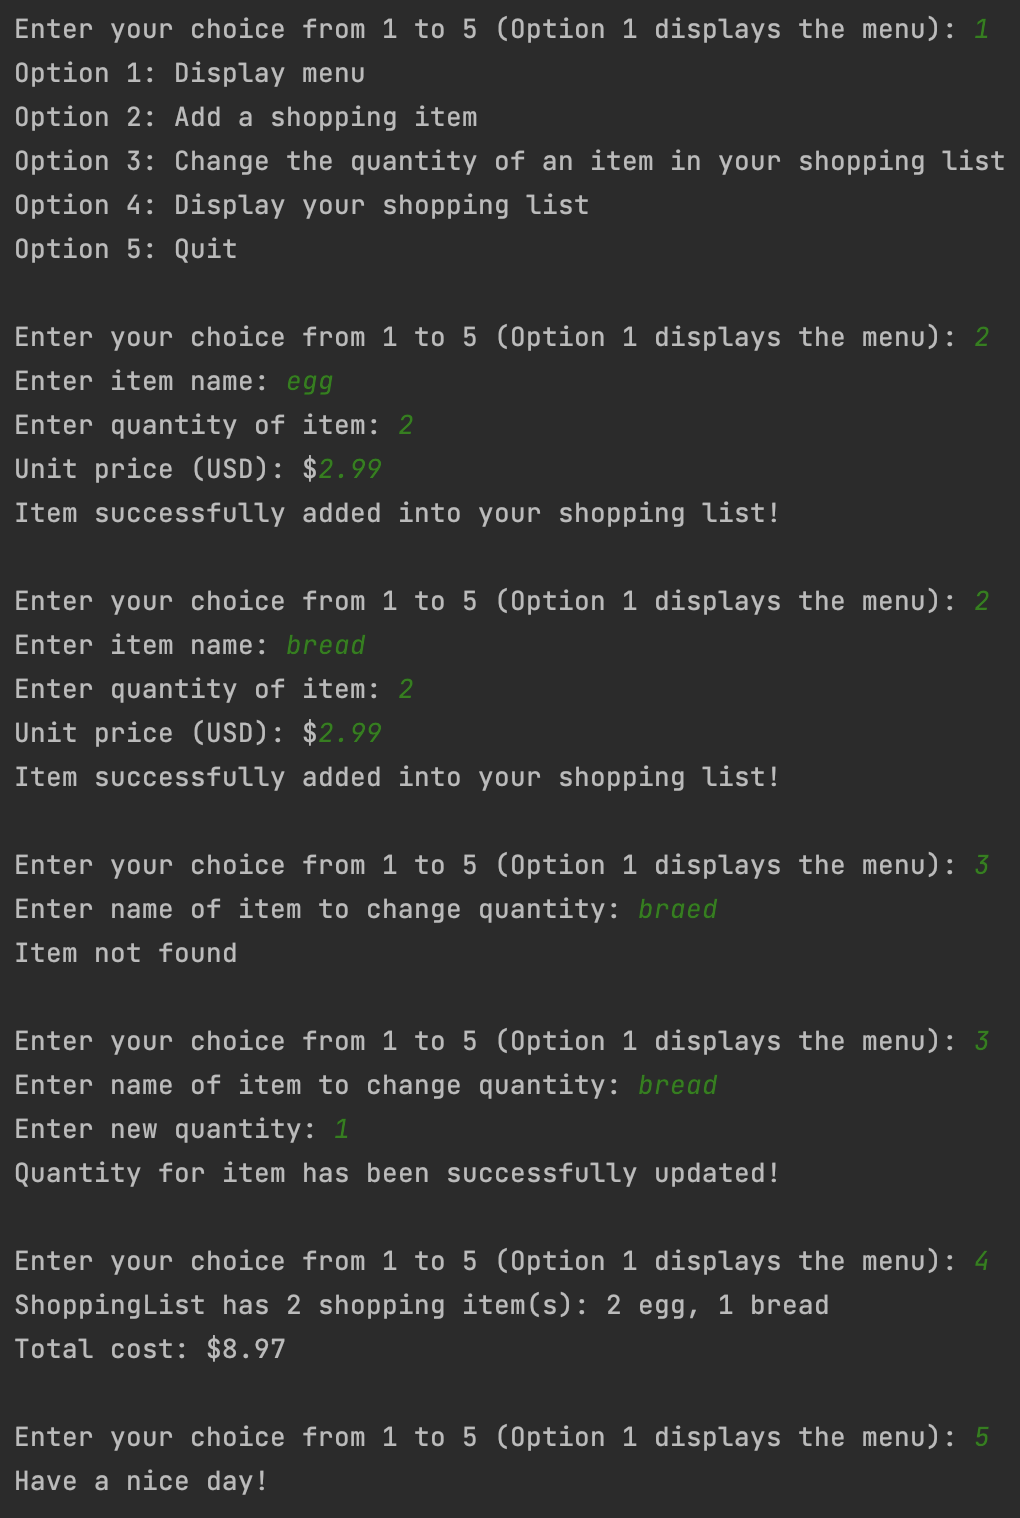 Enter your choice from 1 to 5 (Option 1 displays the menu): 1
Option 1: Display menu
Option 2: Add a shopping item
Option 3: Change the quantity of an item in your shopping list
Option 4: Display your shopping list
Option 5: Quit
Enter your choice from 1 to 5 (Option 1 displays the menu): 2
Enter item name: egg
Enter quantity of item: 2
Unit price (USD): $2.99
Item successfully added into your shopping list!
Enter your choice from 1 to 5 (Option 1 displays the menu): 2
Enter item name: bread
Enter quantity of item: 2
Unit price (USD): $2.99
Item successfully added into your shopping list!
Enter your choice from 1 to 5 (Option 1 displays the menu): 3
Enter name of item to change quantity: braed
Item not found
Enter your choice from 1 to 5 (Option 1 displays the menu): 3
Enter name of item to change quantity: bread
Enter new quantity: 1
Quantity for item has been successfully updated!
Enter your choice from 1 to 5 (Option 1 displays the menu): 4
ShoppingList has 2 shopping item(s): 2 egg, 1 bread
Total cost: $8.97
Enter your choice from 1 to 5 (Option 1 displays the menu): 5
Have a nice day!